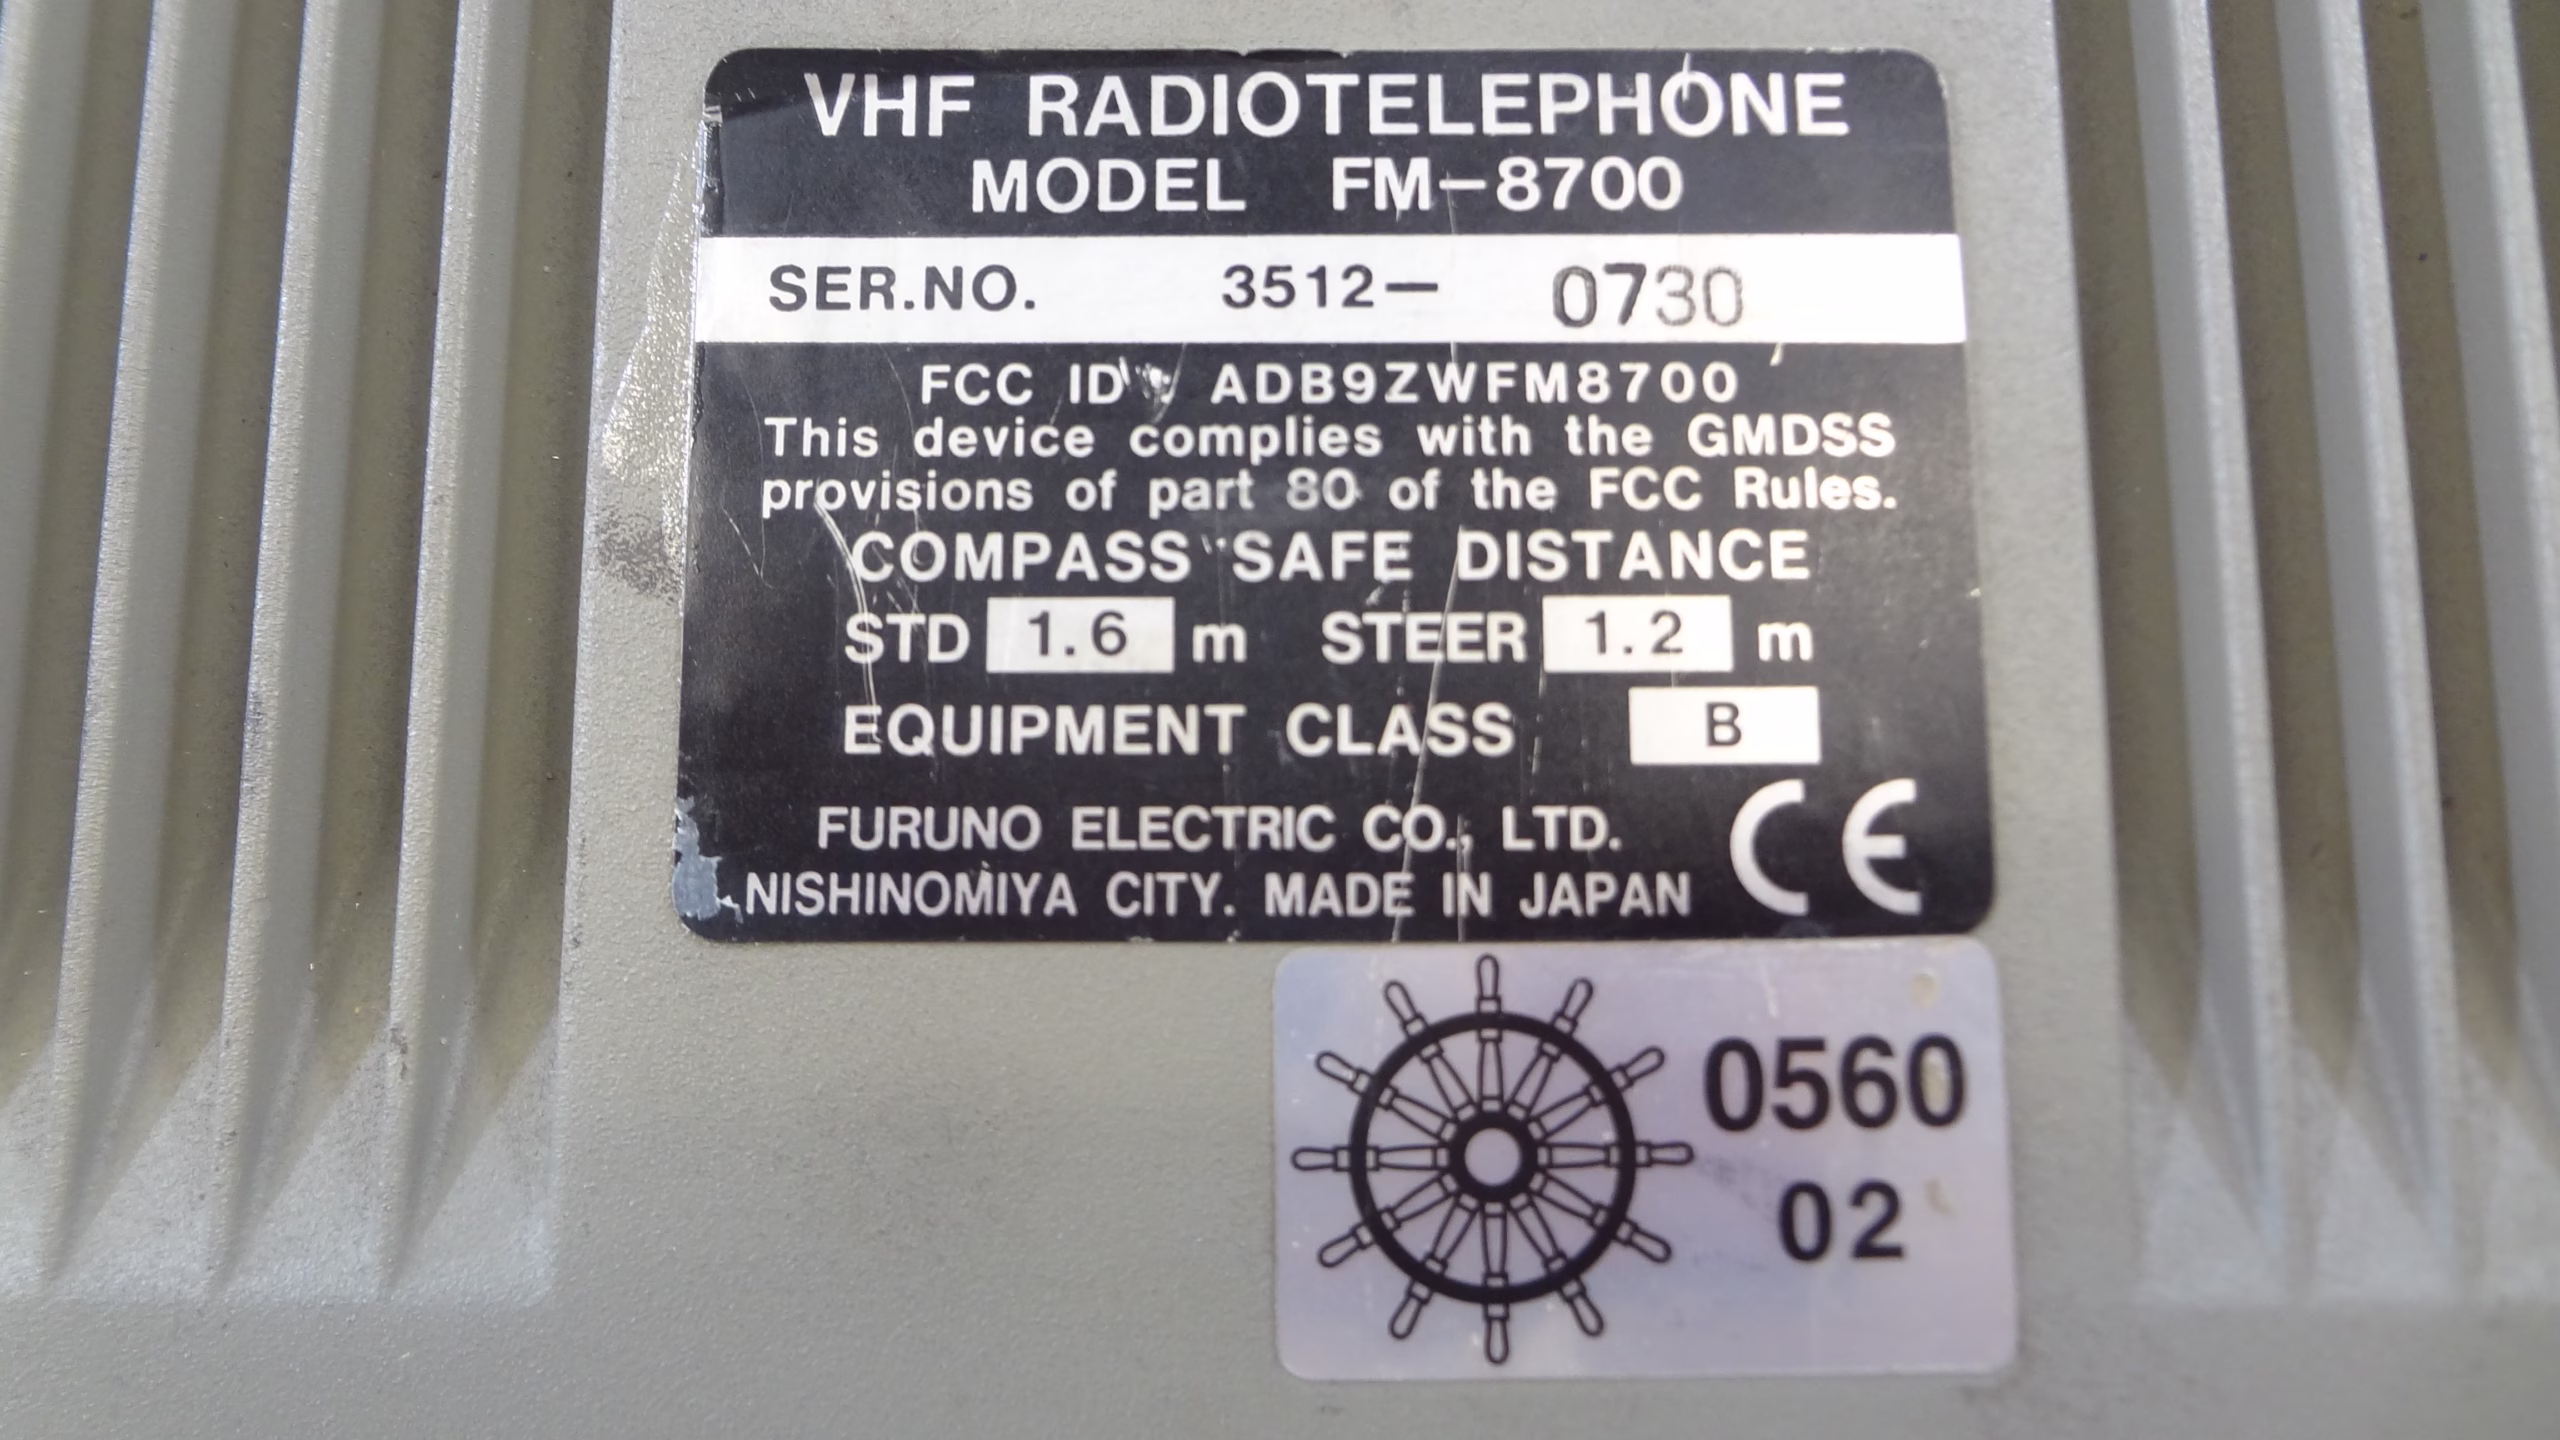 VHF RADIOTELEPHONE
MODEL FM-8700
SER.NO. 3512- 0730
FCC ID : ADB9ZWFM8700
This device complies with the GMDSS
provisions of part 80 of the FCC Rules.
COMPASS SAFE DISTANCE
STD 1.6 m STEER 1.2 m
EQUIPMENT CLASS B
FURUNO ELECTRIC CO., LTD.
NISHINOMIYA CITY. MADE IN JAPAN
CE
0560
02